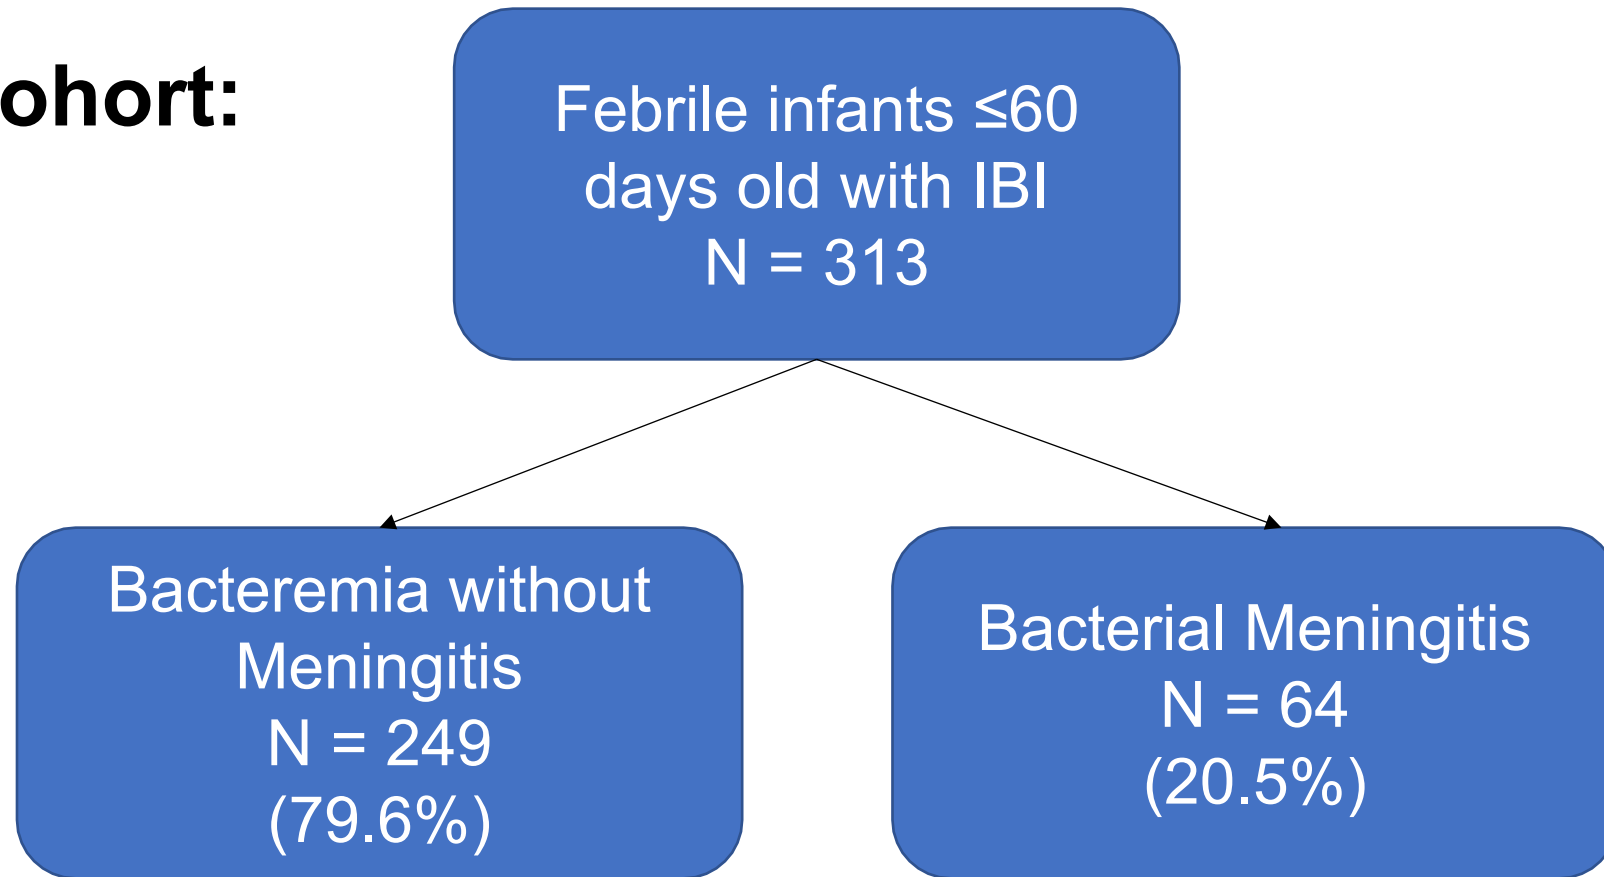 ohort:
Febrile infants ≤60
days old with IBI
N = 313
Bacteremia without
Meningitis
N = 249
(79.6%)
Bacterial Meningitis
N = 64
(20.5%)